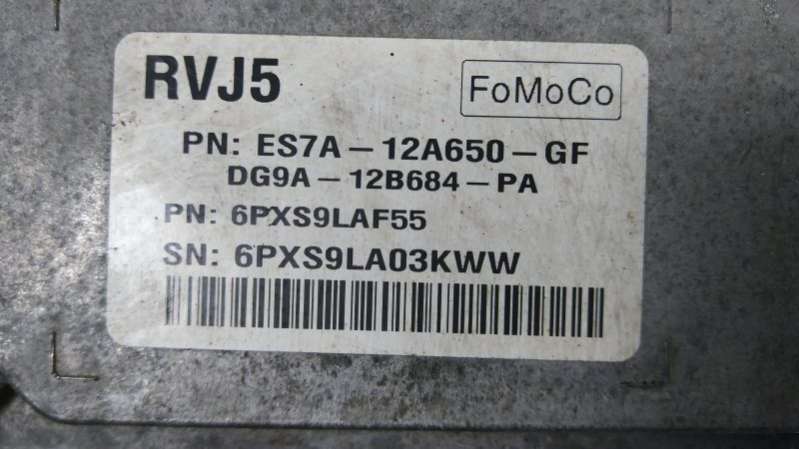 RVJ5
FoMoCo
PN: ES7A-12A650-GF
DG9A-12B684-PA
PN: 6PXS9LAF55
SN: 6PXS9LA03KWW